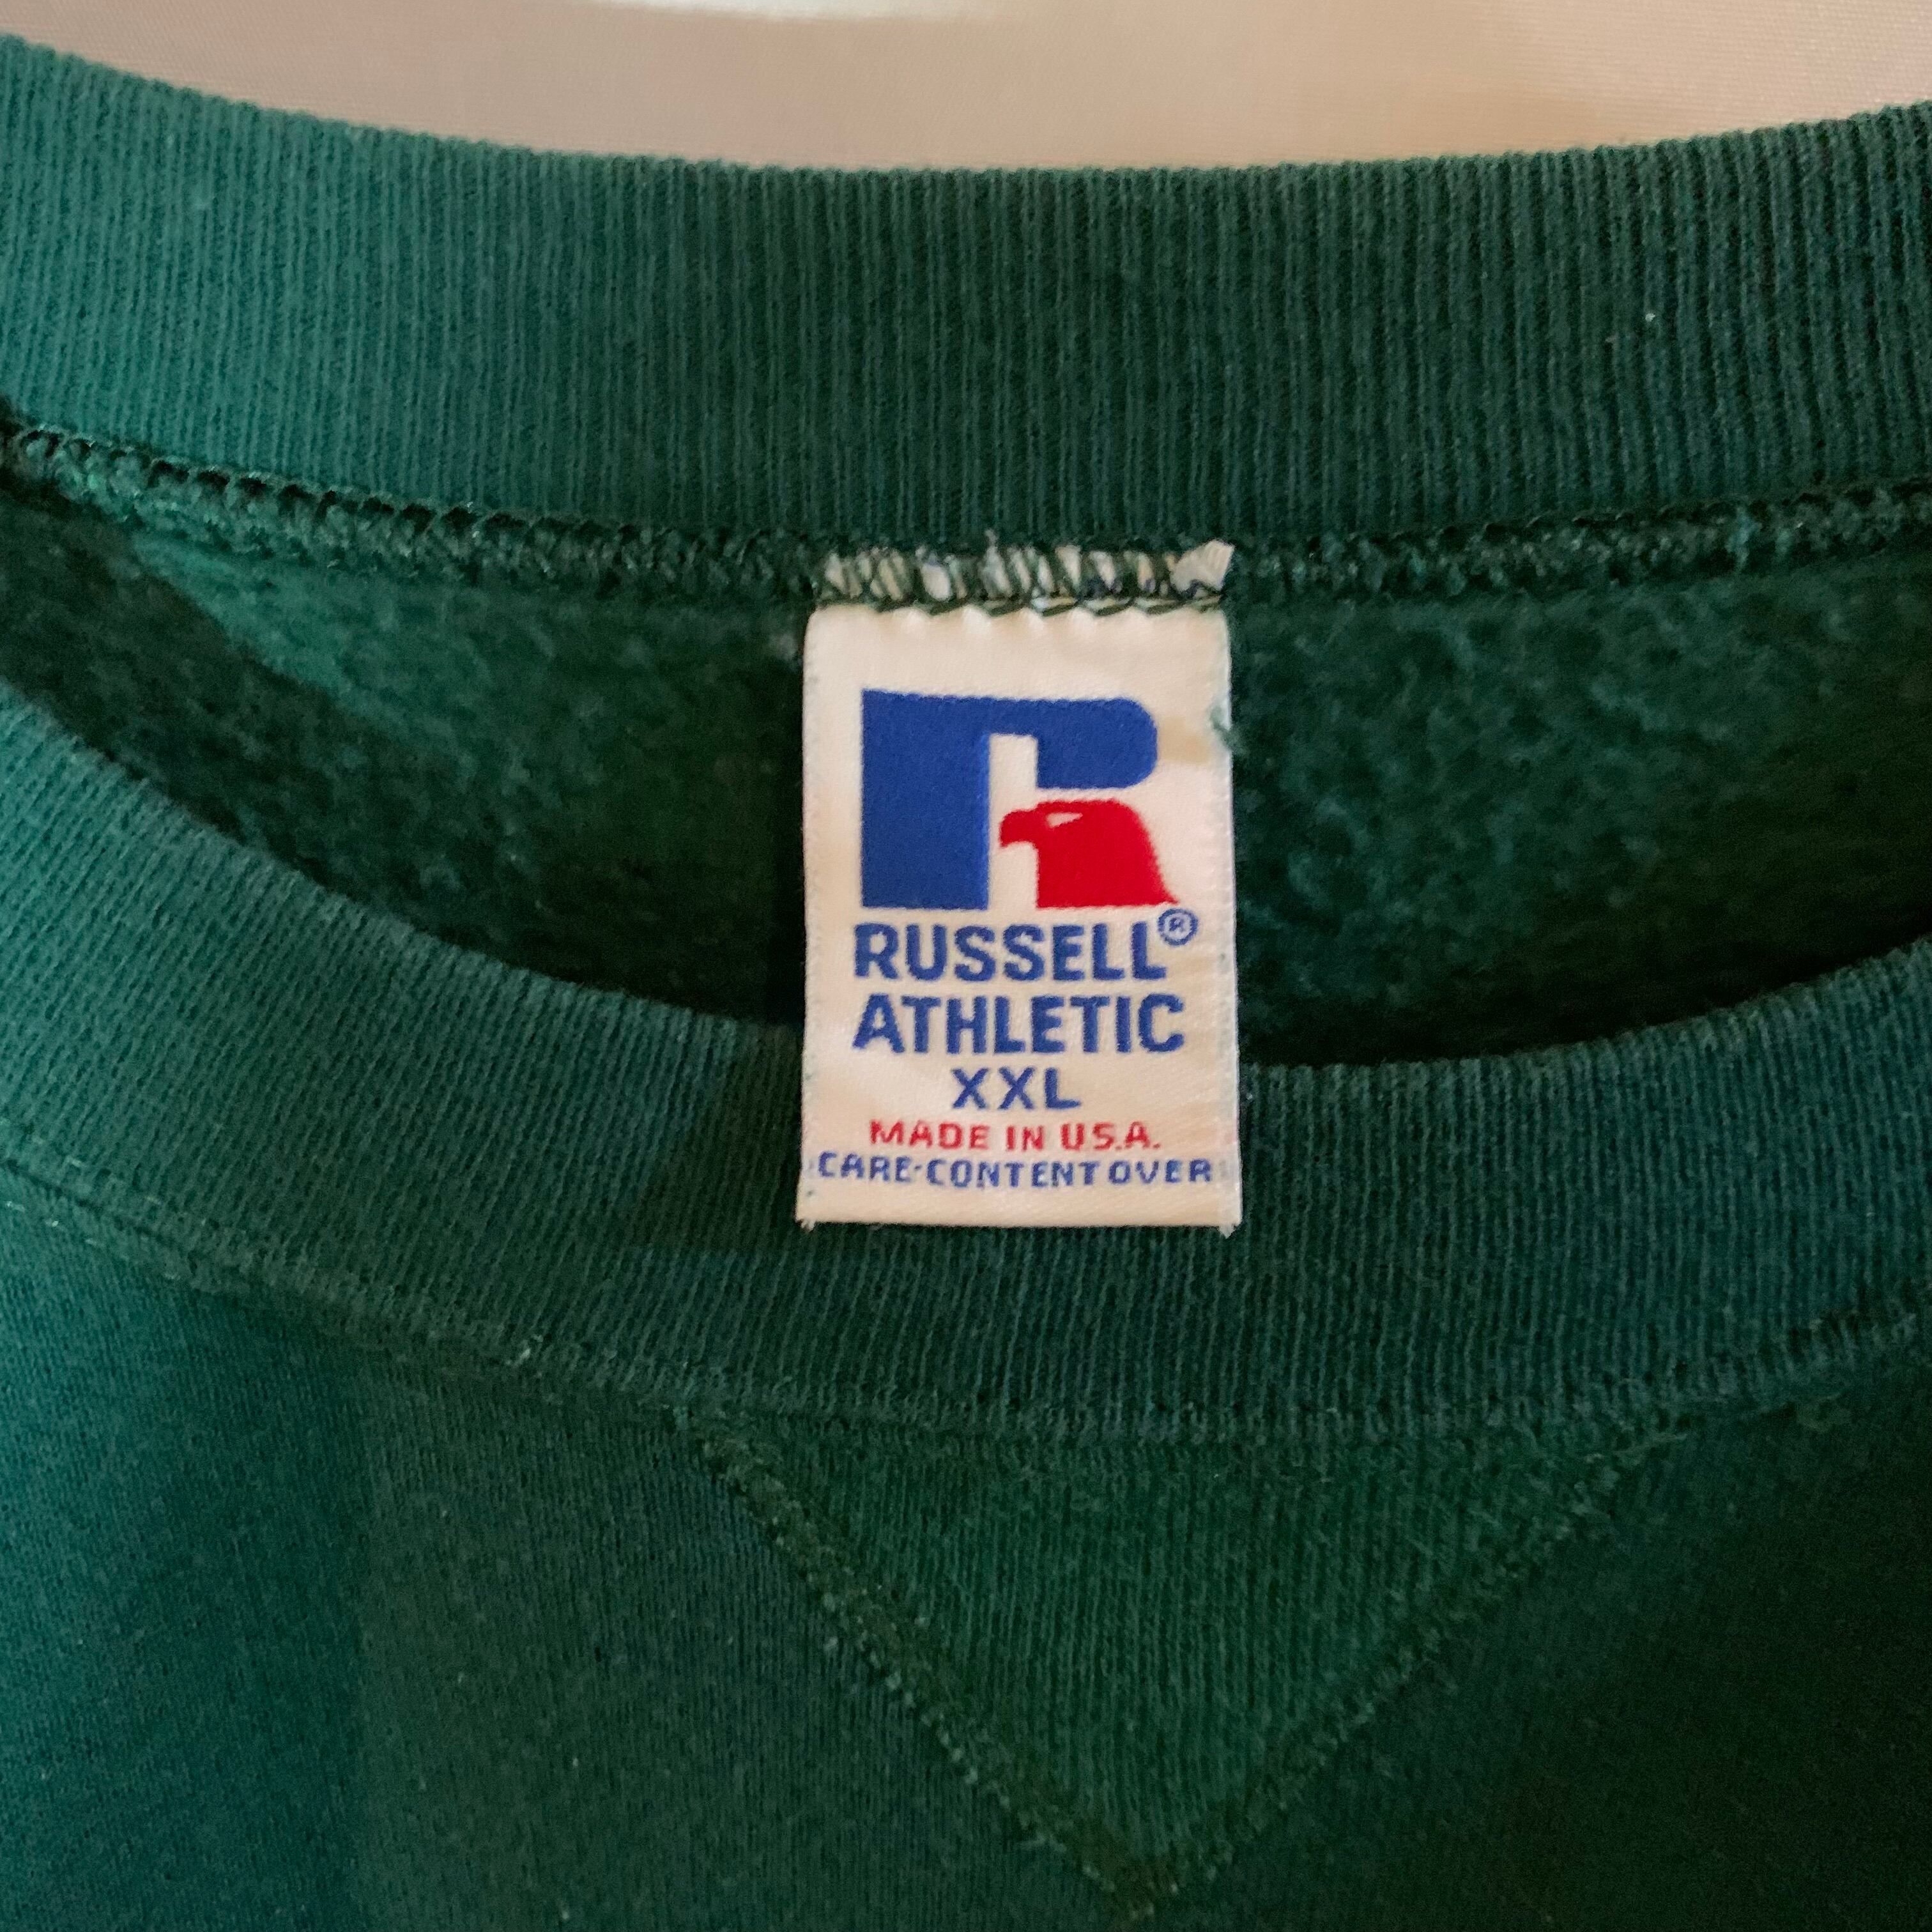 R
RUSSELL®
ATHLETIC
XXL
MADE IN U.S.A.
CARE·CONTENT OVER